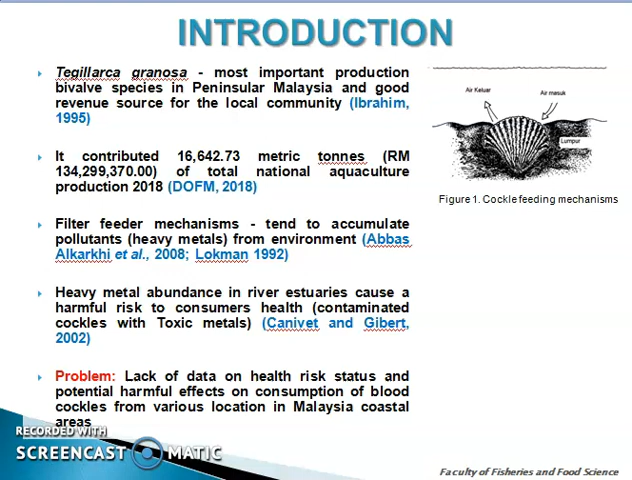 INTRODUCTION
Tegillarca granosa - most important production
bivalve species in Peninsular Malaysia and good
revenue source for the local community (Ibrahim,
1995)
It contributed 16,642.73 metric tonnes (RM
134,299,370.00) of total national aquaculture
production 2018 (DOFM, 2018)
Filter feeder mechanisms - tend to accumulate
pollutants (heavy metals) from environment (Abbas
Alkarkhi et al., 2008; Lokman 1992)
Heavy metal abundance in river estuaries cause a
harmful risk to consumers health (contaminated
cockles with Toxic metals) (Canivet and Gibert,
2002)
Problem: Lack of data on health risk status and
potential harmful effects on consumption of blood
cockles from various location in Malaysia coastal
areas
Air Keluar
Air masuk
Lumpur
Figure 1. Cockle feeding mechanisms
RECORDED WITH
SCREENCAST MATIC
Faculty of Fisheries and Food Science